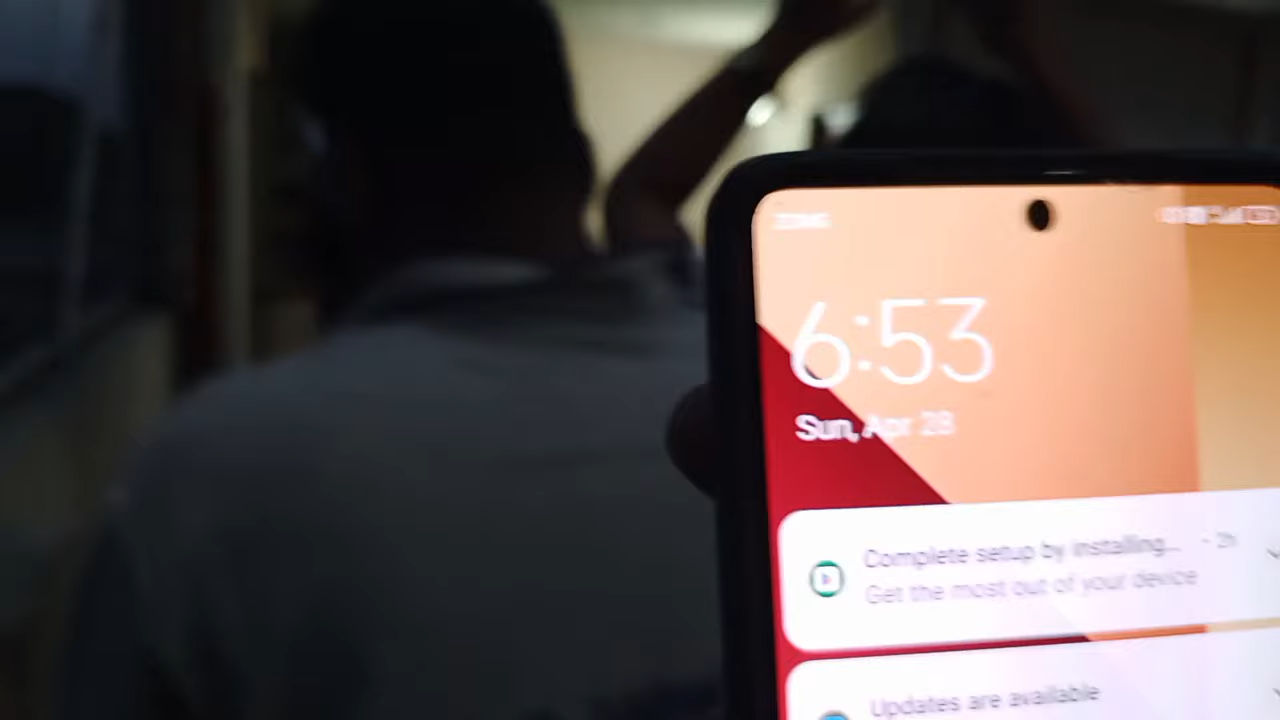 6:53
Sun, Apr 28
Complete setup by installing... • 2h
Get the most out of your device
Updates are available